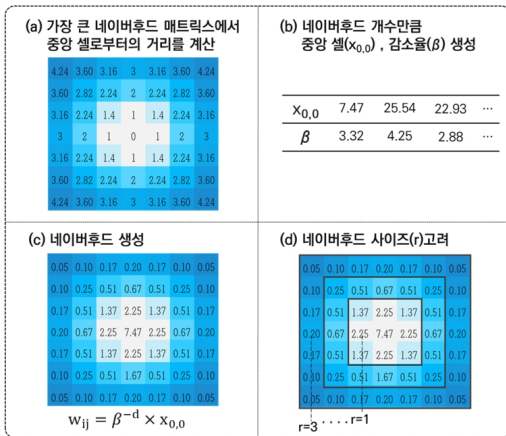 (a) 가장 큰 네이버후드 매트릭스에서
중앙 셀로부터의 거리를 계산
4.24 3.60 3.16 3 3.16 3.60 4.24
3.60 2.82 2.24 2 2.24 2.82 3.60
3.16 2.24 1.4 1 1.4 2.24 3.16
3 2 1 0 1 2 3
3.16 2.24 1.4 1 1.4 2.24 3.16
3.60 2.82 2.24 2 2.24 2.82 3.60
4.24 3.60 3.16 3 3.16 3.60 4.24
(b) 네이버후드 개수만큼
중앙 셀(x0,0) , 감소율(β) 생성
x0,0 7.47 25.54 22.93 ⋯
β 3.32 4.25 2.88 ⋯
(c) 네이버후드 생성
0.05 0.10 0.17 0.20 0.17 0.10 0.05
0.10 0.25 0.51 0.67 0.51 0.25 0.10
0.17 0.51 1.37 2.25 1.37 0.51 0.17
0.20 0.67 2.25 7.47 2.25 0.67 0.20
0.17 0.51 1.37 2.25 1.37 0.51 0.17
0.10 0.25 0.51 1.67 0.51 0.25 0.10
0.05 0.10 0.17 0.20 0.17 0.10 0.05
wij = β^-d × x0,0
(d) 네이버후드 사이즈(r)고려
0.05 0.10 0.17 0.20 0.17 0.10 0.05
0.10 0.25 0.51 0.67 0.51 0.25 0.10
0.17 0.51 1.37 2.25 1.37 0.51 0.17
0.20 0.67 2.25 7.47 2.25 0.67 0.20
0.17 0.51 1.37 2.25 1.37 0.51 0.17
0.10 0.25 0.51 1.67 0.51 0.25 0.10
0.05 0.10 0.17 0.20 0.17 0.10 0.05
r=3 . . . . r=1